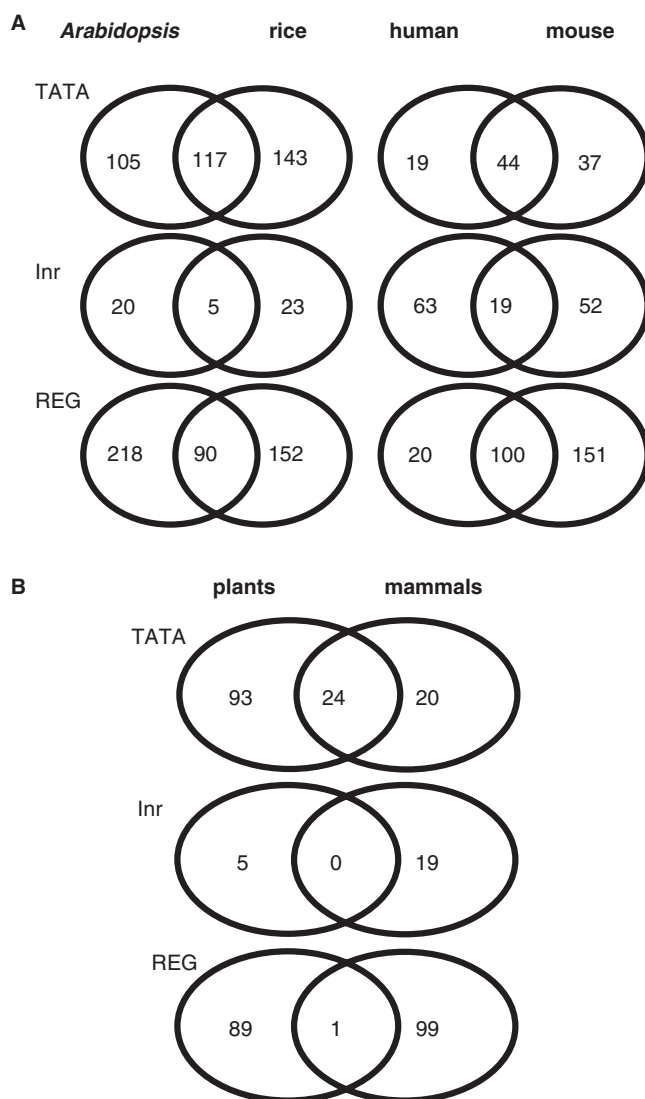 A
Arabidopsis rice human mouse
TATA
105 117 143 19 44 37
Inr
20 5 23 63 19 52
REG
218 90 152 20 100 151
B
plants mammals
TATA
93 24 20
Inr
5 0 19
REG
89 1 99